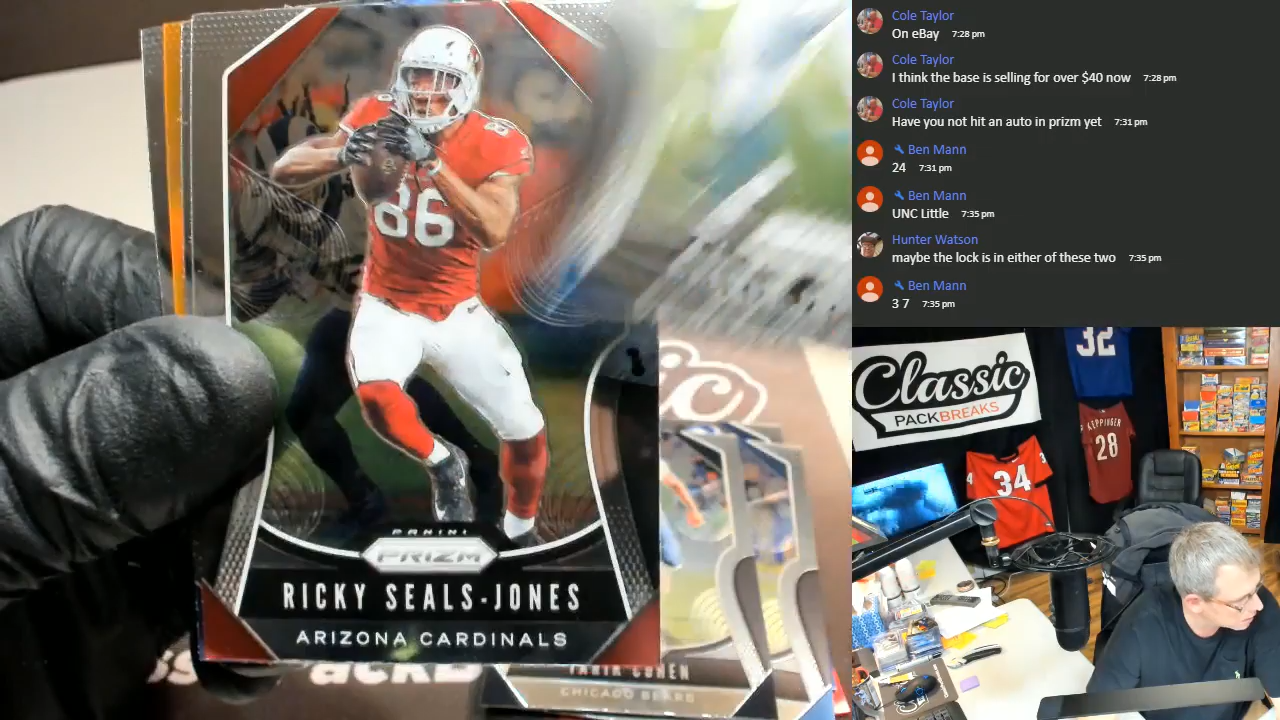 Cole Taylor
On eBay 7:28 pm
Cole Taylor
I think the base is selling for over $40 now 7:28 pm
Cole Taylor
Have you not hit an auto in prizm yet 7:31 pm
Ben Mann
24 7:31 pm
Ben Mann
UNC Little 7:35 pm
Hunter Watson
maybe the lock is in either of these two 7:35 pm
Ben Mann
3 7 7:35 pm
86
86
PANINI
PRIZM
RICKY SEALS-JONES
ARIZONA CARDINALS
COHEN
CHICAGO BEARS
Classic
PACKBREAKS
32
KEPPINGER
28
34